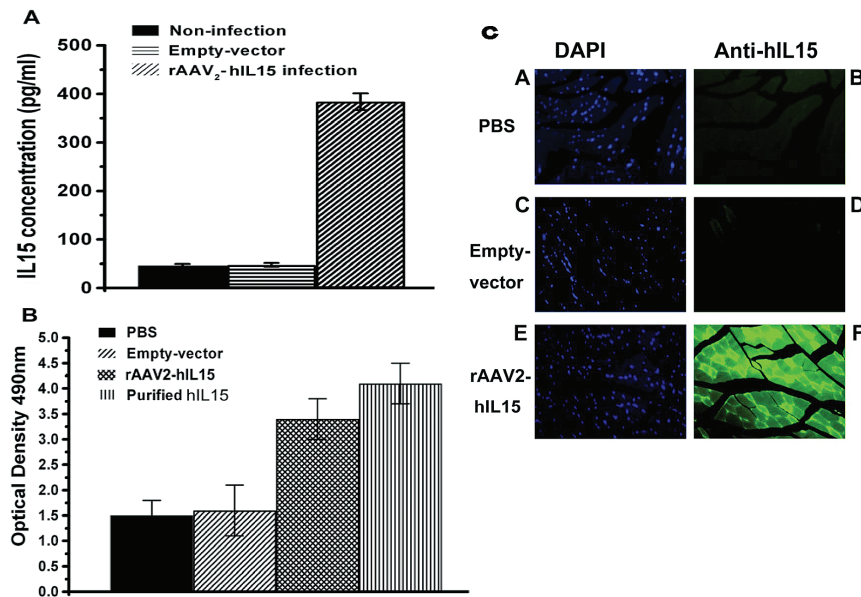 A
Non-infection
Empty-vector
rAAV2-hIL15 infection
IL15 concentration (pg/ml)
500
400
300
200
100
50
0
B
PBS
Empty-vector
rAAV2-hIL15
Purified hIL15
Optical Density 490nm
5.0
4.5
4.0
3.5
3.0
2.5
2.0
1.5
1.0
0.5
0.0
C
DAPI
Anti-hIL15
A
B
PBS
C
D
Empty-
vector
E
F
rAAV2-
hIL15